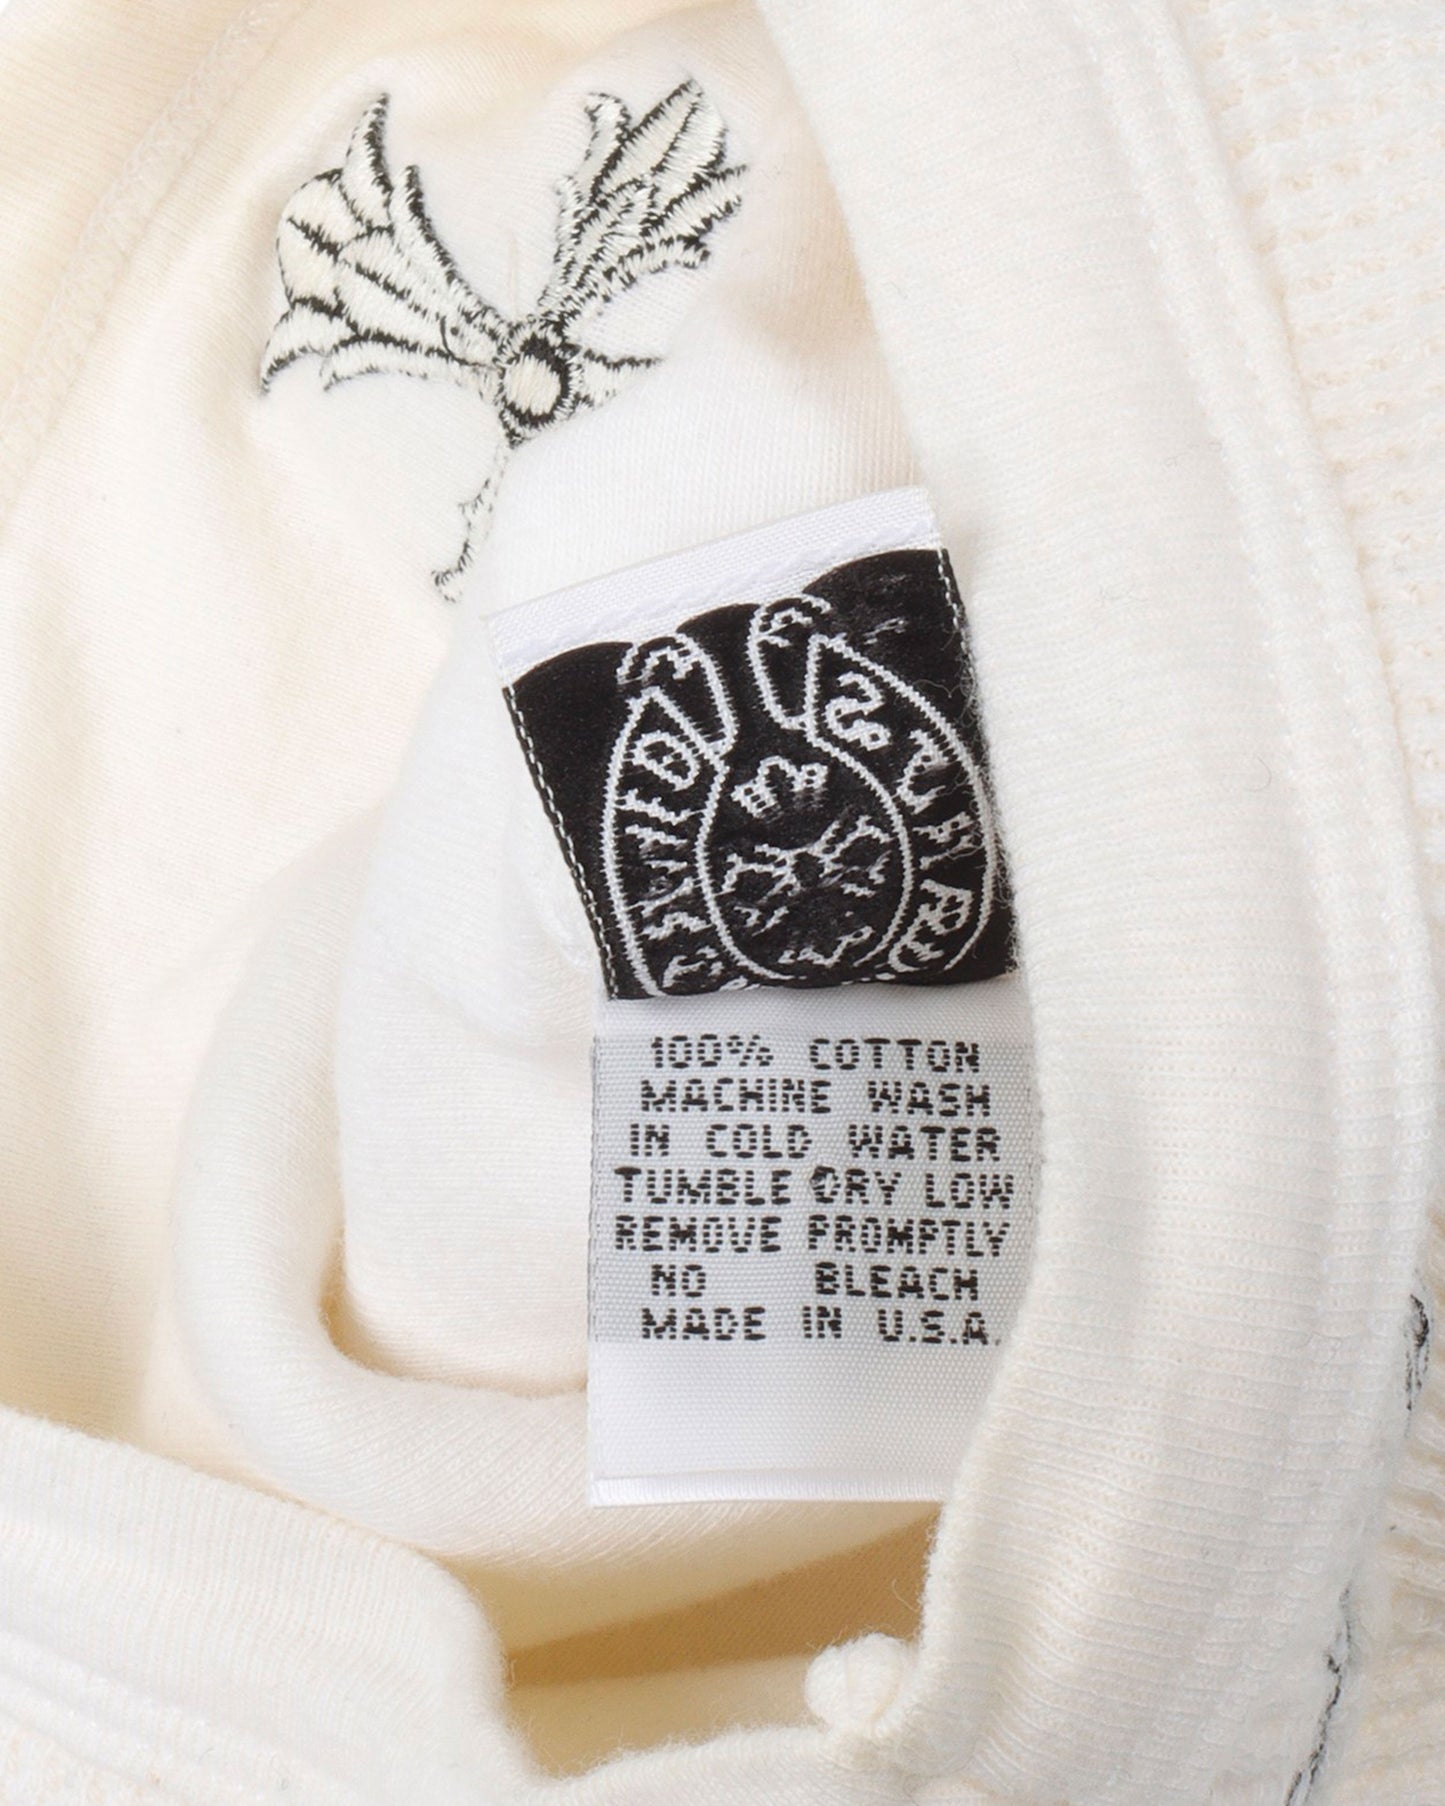 100% COTTON
MACHINE WASH
IN COLD WATER
TUMBLE DRY LOW
REMOVE PROMPTLY
NO BLEACH
MADE IN U.S.A.